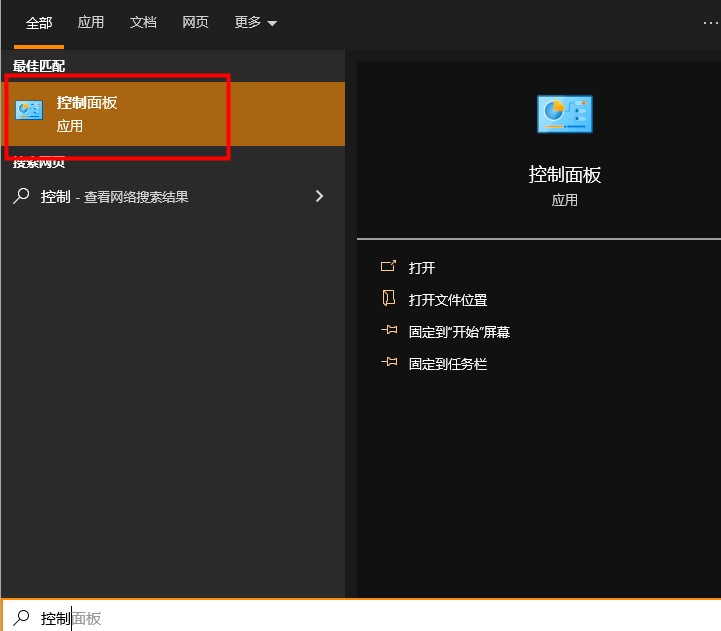 全部 应用 文档 网页 更多 ...
最佳匹配
控制面板
应用
搜索网页
控制 - 查看网络搜索结果
控制面板
应用
打开
打开文件位置
固定到"开始"屏幕
固定到任务栏
控制面板